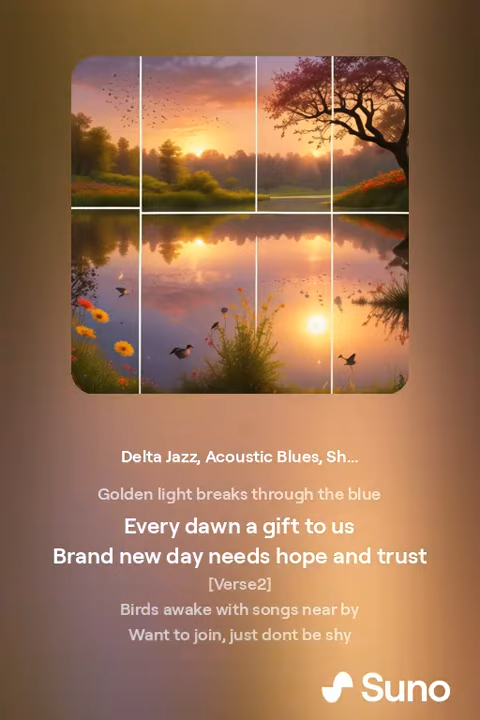 Delta Jazz, Acoustic Blues, Sh...
Golden light breaks through the blue
Every dawn a gift to us
Brand new day needs hope and trust
[Verse2]
Birds awake with songs near by
Want to join, just dont be shy
Suno